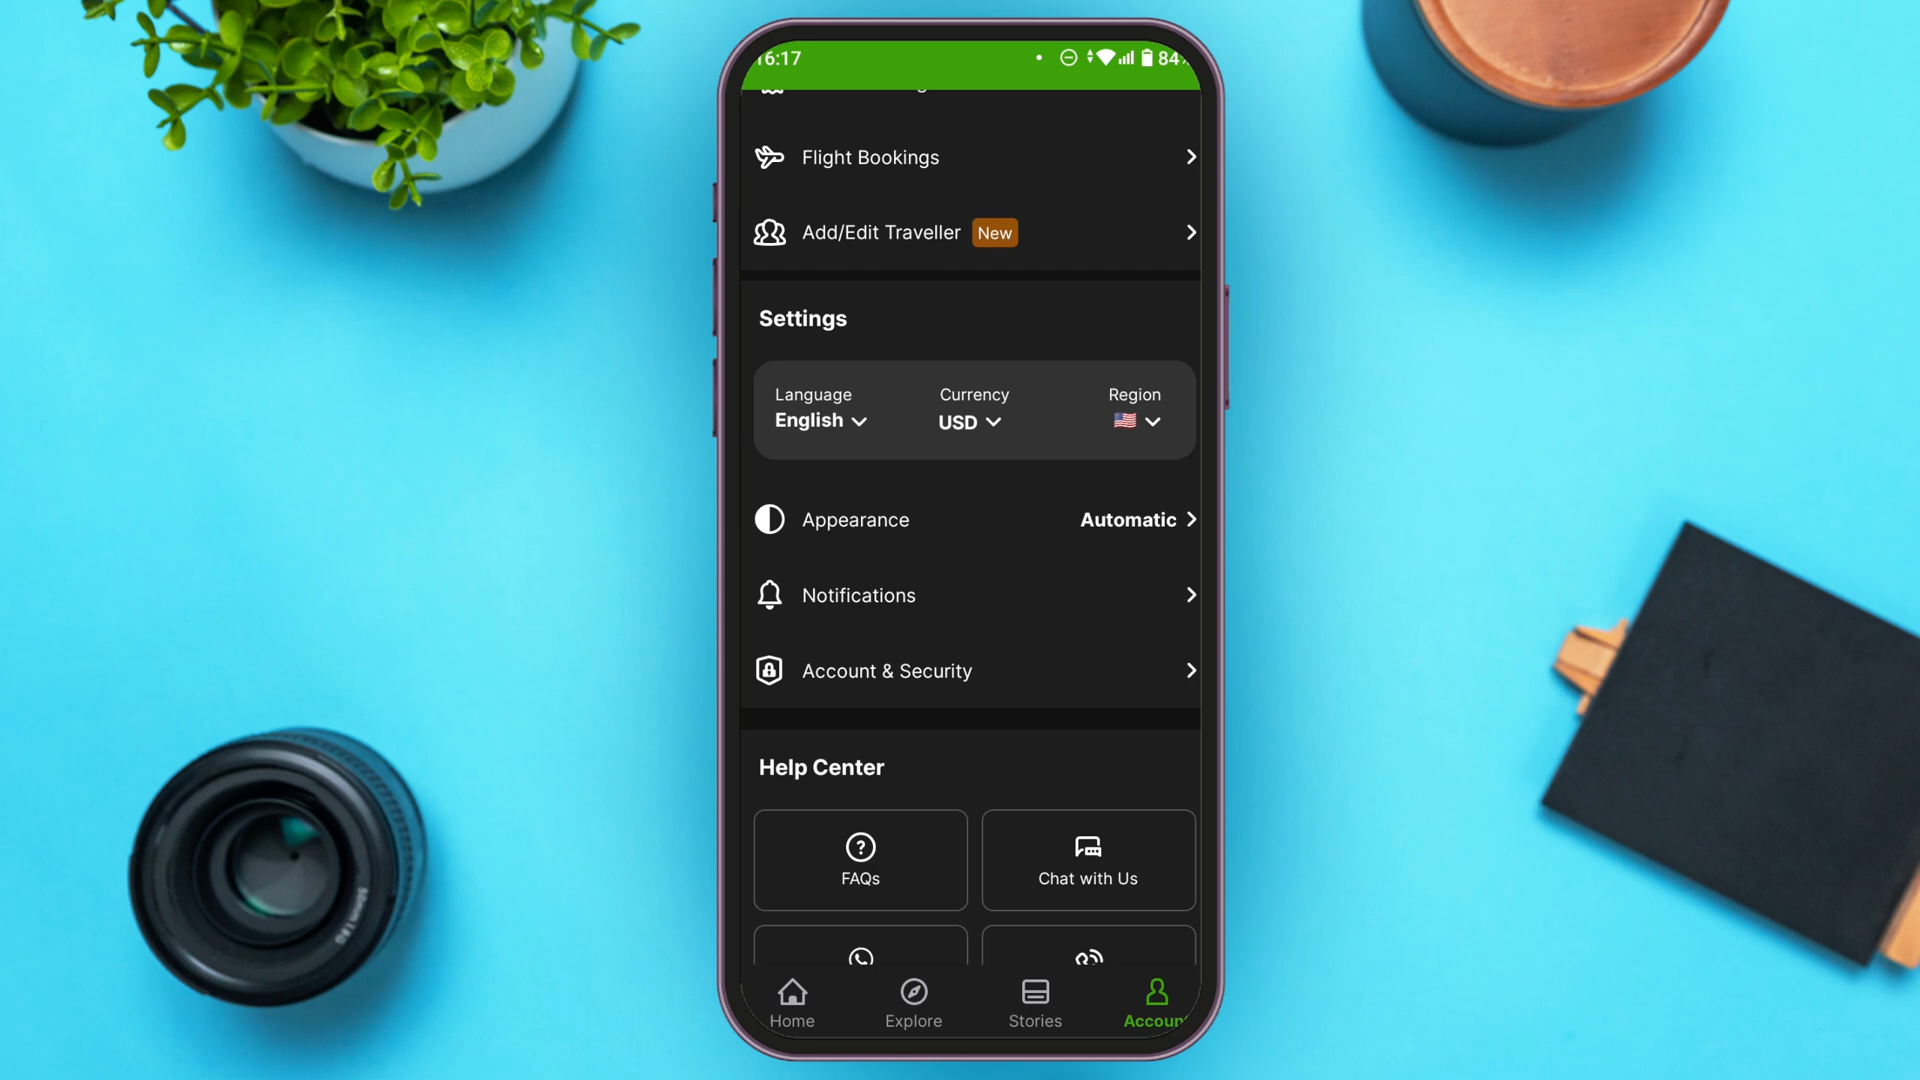 16:17
84
Flight Bookings
Add/Edit Traveller New
Settings
Language Currency Region
English USD
Appearance Automatic
Notifications
Account & Security
Help Center
FAQs Chat with Us
Home Explore Stories Account